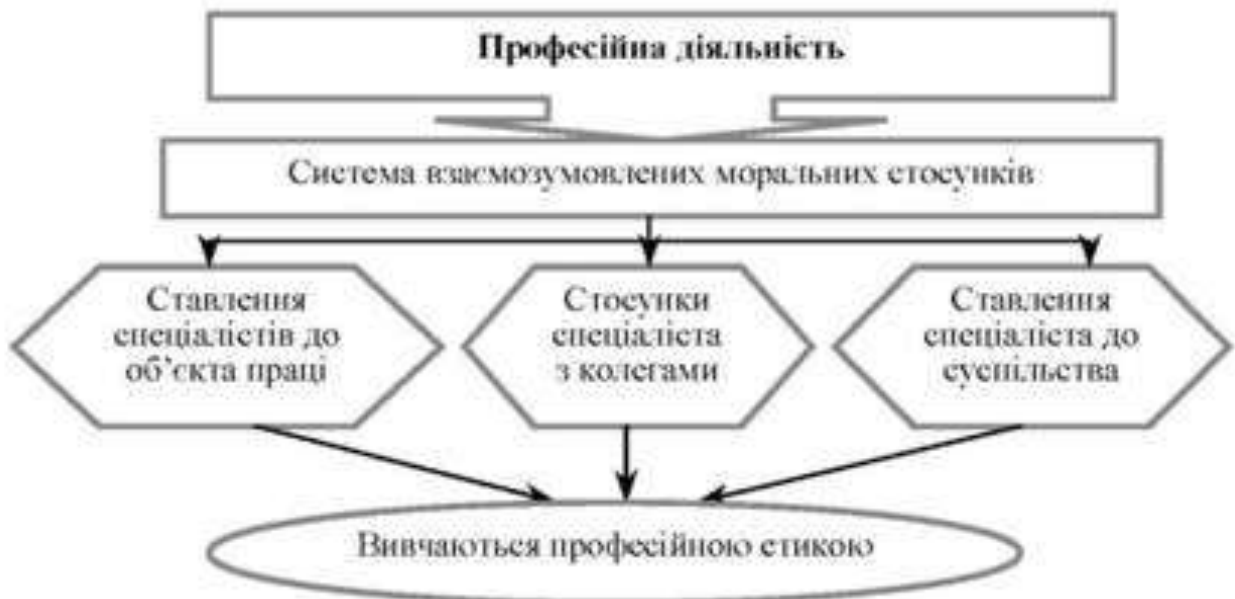 Професійна діяльність
Система взаємозумовлених моральних стосунків
Ставлення
спеціалістів до
об’єкта праці
Стосунки
спеціаліста
з колегами
Ставлення
спеціаліста до
суспільства
Вивчаються професійною етикою